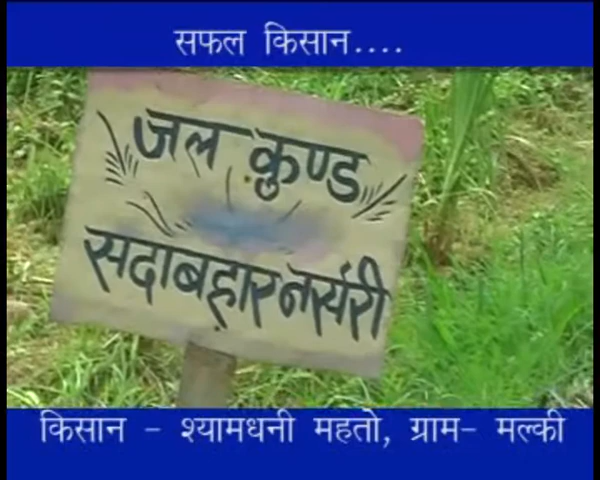 सफल किसान....
जल कुण्ड
सदाबहार नर्सरी
किसान - श्यामधनी महतो, ग्राम- मल्की